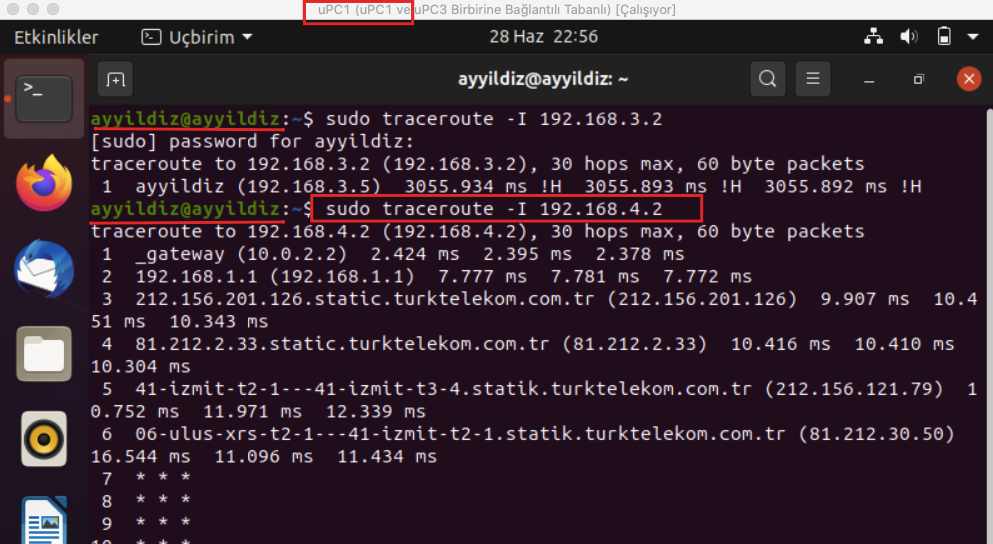 uPC1 (uPC1 ve uPC3 Birbirine Bağlantılı Tabanlı) [Çalışıyor]
Etkinlikler Uçbirim 28 Haz 22:56
ayyildiz@ayyildiz: ~
ayyildiz@ayyildiz:~$ sudo traceroute -I 192.168.3.2
[sudo] password for ayyildiz:
traceroute to 192.168.3.2 (192.168.3.2), 30 hops max, 60 byte packets
 1  ayyildiz (192.168.3.5)  3055.934 ms !H  3055.893 ms !H  3055.892 ms !H
ayyildiz@ayyildiz:~$ sudo traceroute -I 192.168.4.2
traceroute to 192.168.4.2 (192.168.4.2), 30 hops max, 60 byte packets
 1  _gateway (10.0.2.2)  2.424 ms  2.395 ms  2.378 ms
 2  192.168.1.1 (192.168.1.1)  7.777 ms  7.781 ms  7.772 ms
 3  212.156.201.126.static.turktelekom.com.tr (212.156.201.126)  9.907 ms  10.4
51 ms  10.343 ms
 4  81.212.2.33.static.turktelekom.com.tr (81.212.2.33)  10.416 ms  10.410 ms
10.304 ms
 5  41-izmit-t2-1---41-izmit-t3-4.statik.turktelekom.com.tr (212.156.121.79)  1
0.752 ms  11.971 ms  12.339 ms
 6  06-ulus-xrs-t2-1---41-izmit-t2-1.statik.turktelekom.com.tr (81.212.30.50)
16.544 ms  11.096 ms  11.434 ms
 7  * * *
 8  * * *
 9  * * *